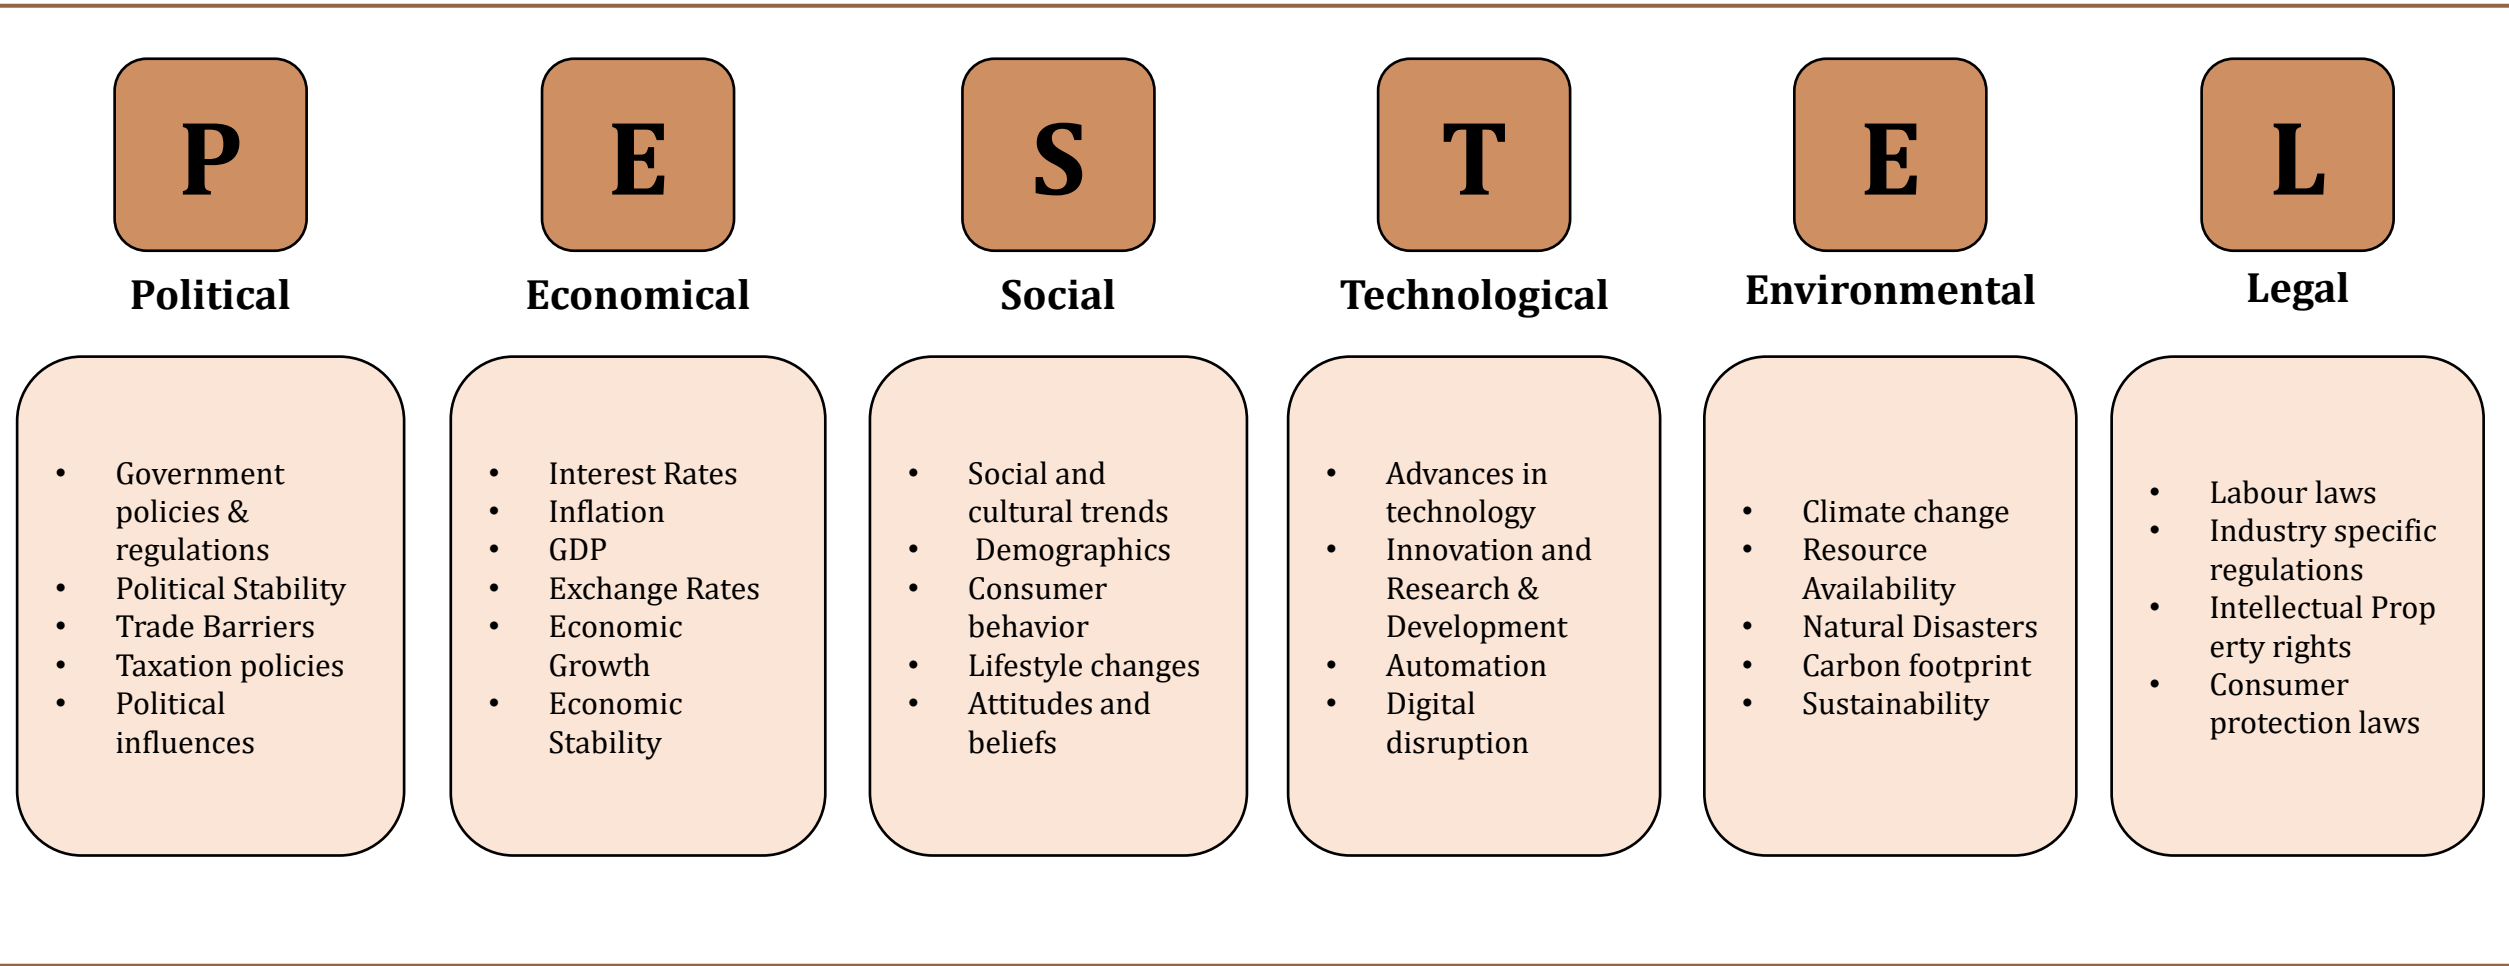 P
E
S
T
E
L
Political
Economical
Social
Technological
Environmental
Legal
• Government
policies &
regulations
• Political Stability
• Trade Barriers
• Taxation policies
• Political
influences
• Interest Rates
• Inflation
• GDP
• Exchange Rates
• Economic
Growth
• Economic
Stability
• Social and
cultural trends
• Demographics
• Consumer
behavior
• Lifestyle changes
• Attitudes and
beliefs
• Advances in
technology
• Innovation and
Research &
Development
• Automation
• Digital
disruption
• Climate change
• Resource
Availability
• Natural Disasters
• Carbon footprint
• Sustainability
• Labour laws
• Industry specific
regulations
• Intellectual Prop
erty rights
• Consumer
protection laws